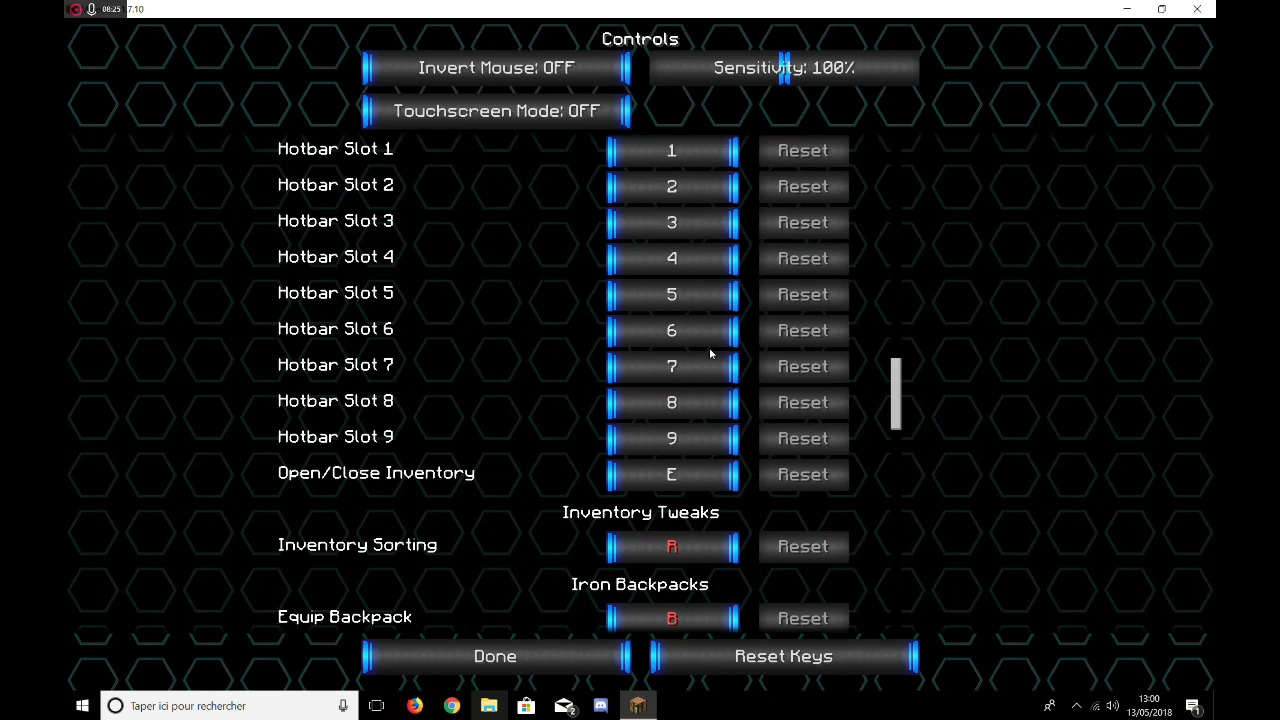 08:25 7.10
Controls
Invert Mouse: OFF
Sensitivity: 100%
Touchscreen Mode: OFF
Hotbar Slot 1 1 Reset
Hotbar Slot 2 2 Reset
Hotbar Slot 3 3 Reset
Hotbar Slot 4 4 Reset
Hotbar Slot 5 5 Reset
Hotbar Slot 6 6 Reset
Hotbar Slot 7 7 Reset
Hotbar Slot 8 8 Reset
Hotbar Slot 9 9 Reset
Open/Close Inventory E Reset
Inventory Tweaks
Inventory Sorting R Reset
Iron Backpacks
Equip Backpack B Reset
Done
Reset Keys
Taper ici pour rechercher
2
13:00
13/05/2018
1